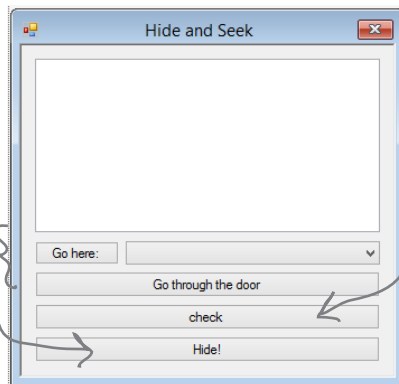 Hide and Seek
Go here:
Go through the door
check
Hide!